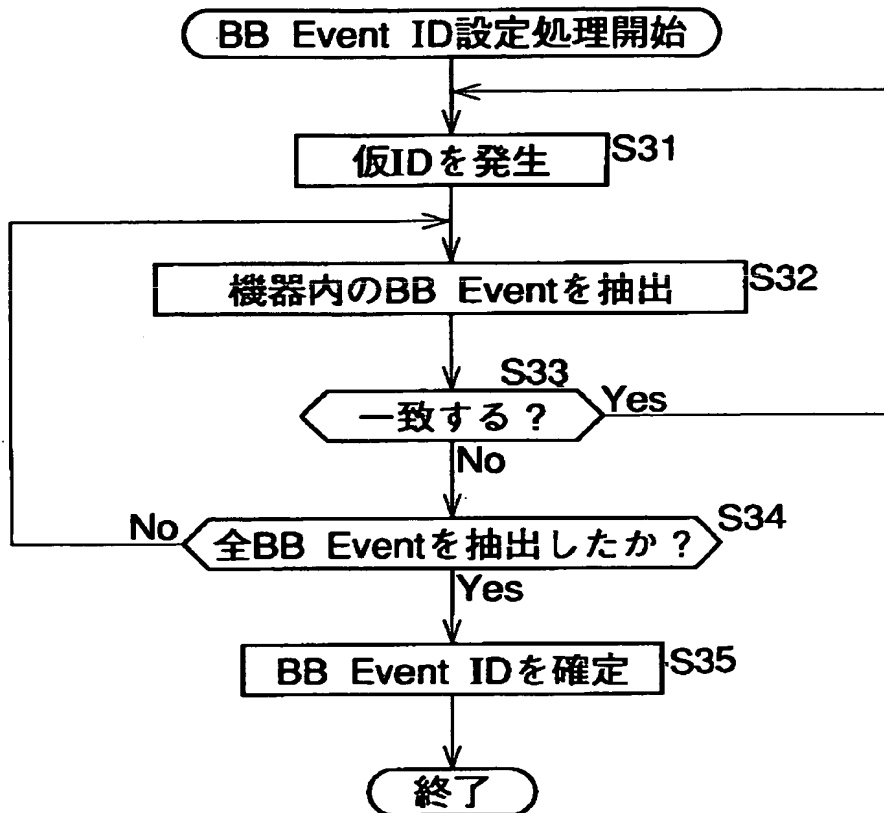 BB Event ID設定処理開始
仮IDを発生
S31
機器内のBB Eventを抽出
S32
S33
一致する？
Yes
No
No
全BB Eventを抽出したか？
S34
Yes
BB Event IDを確定
S35
終了